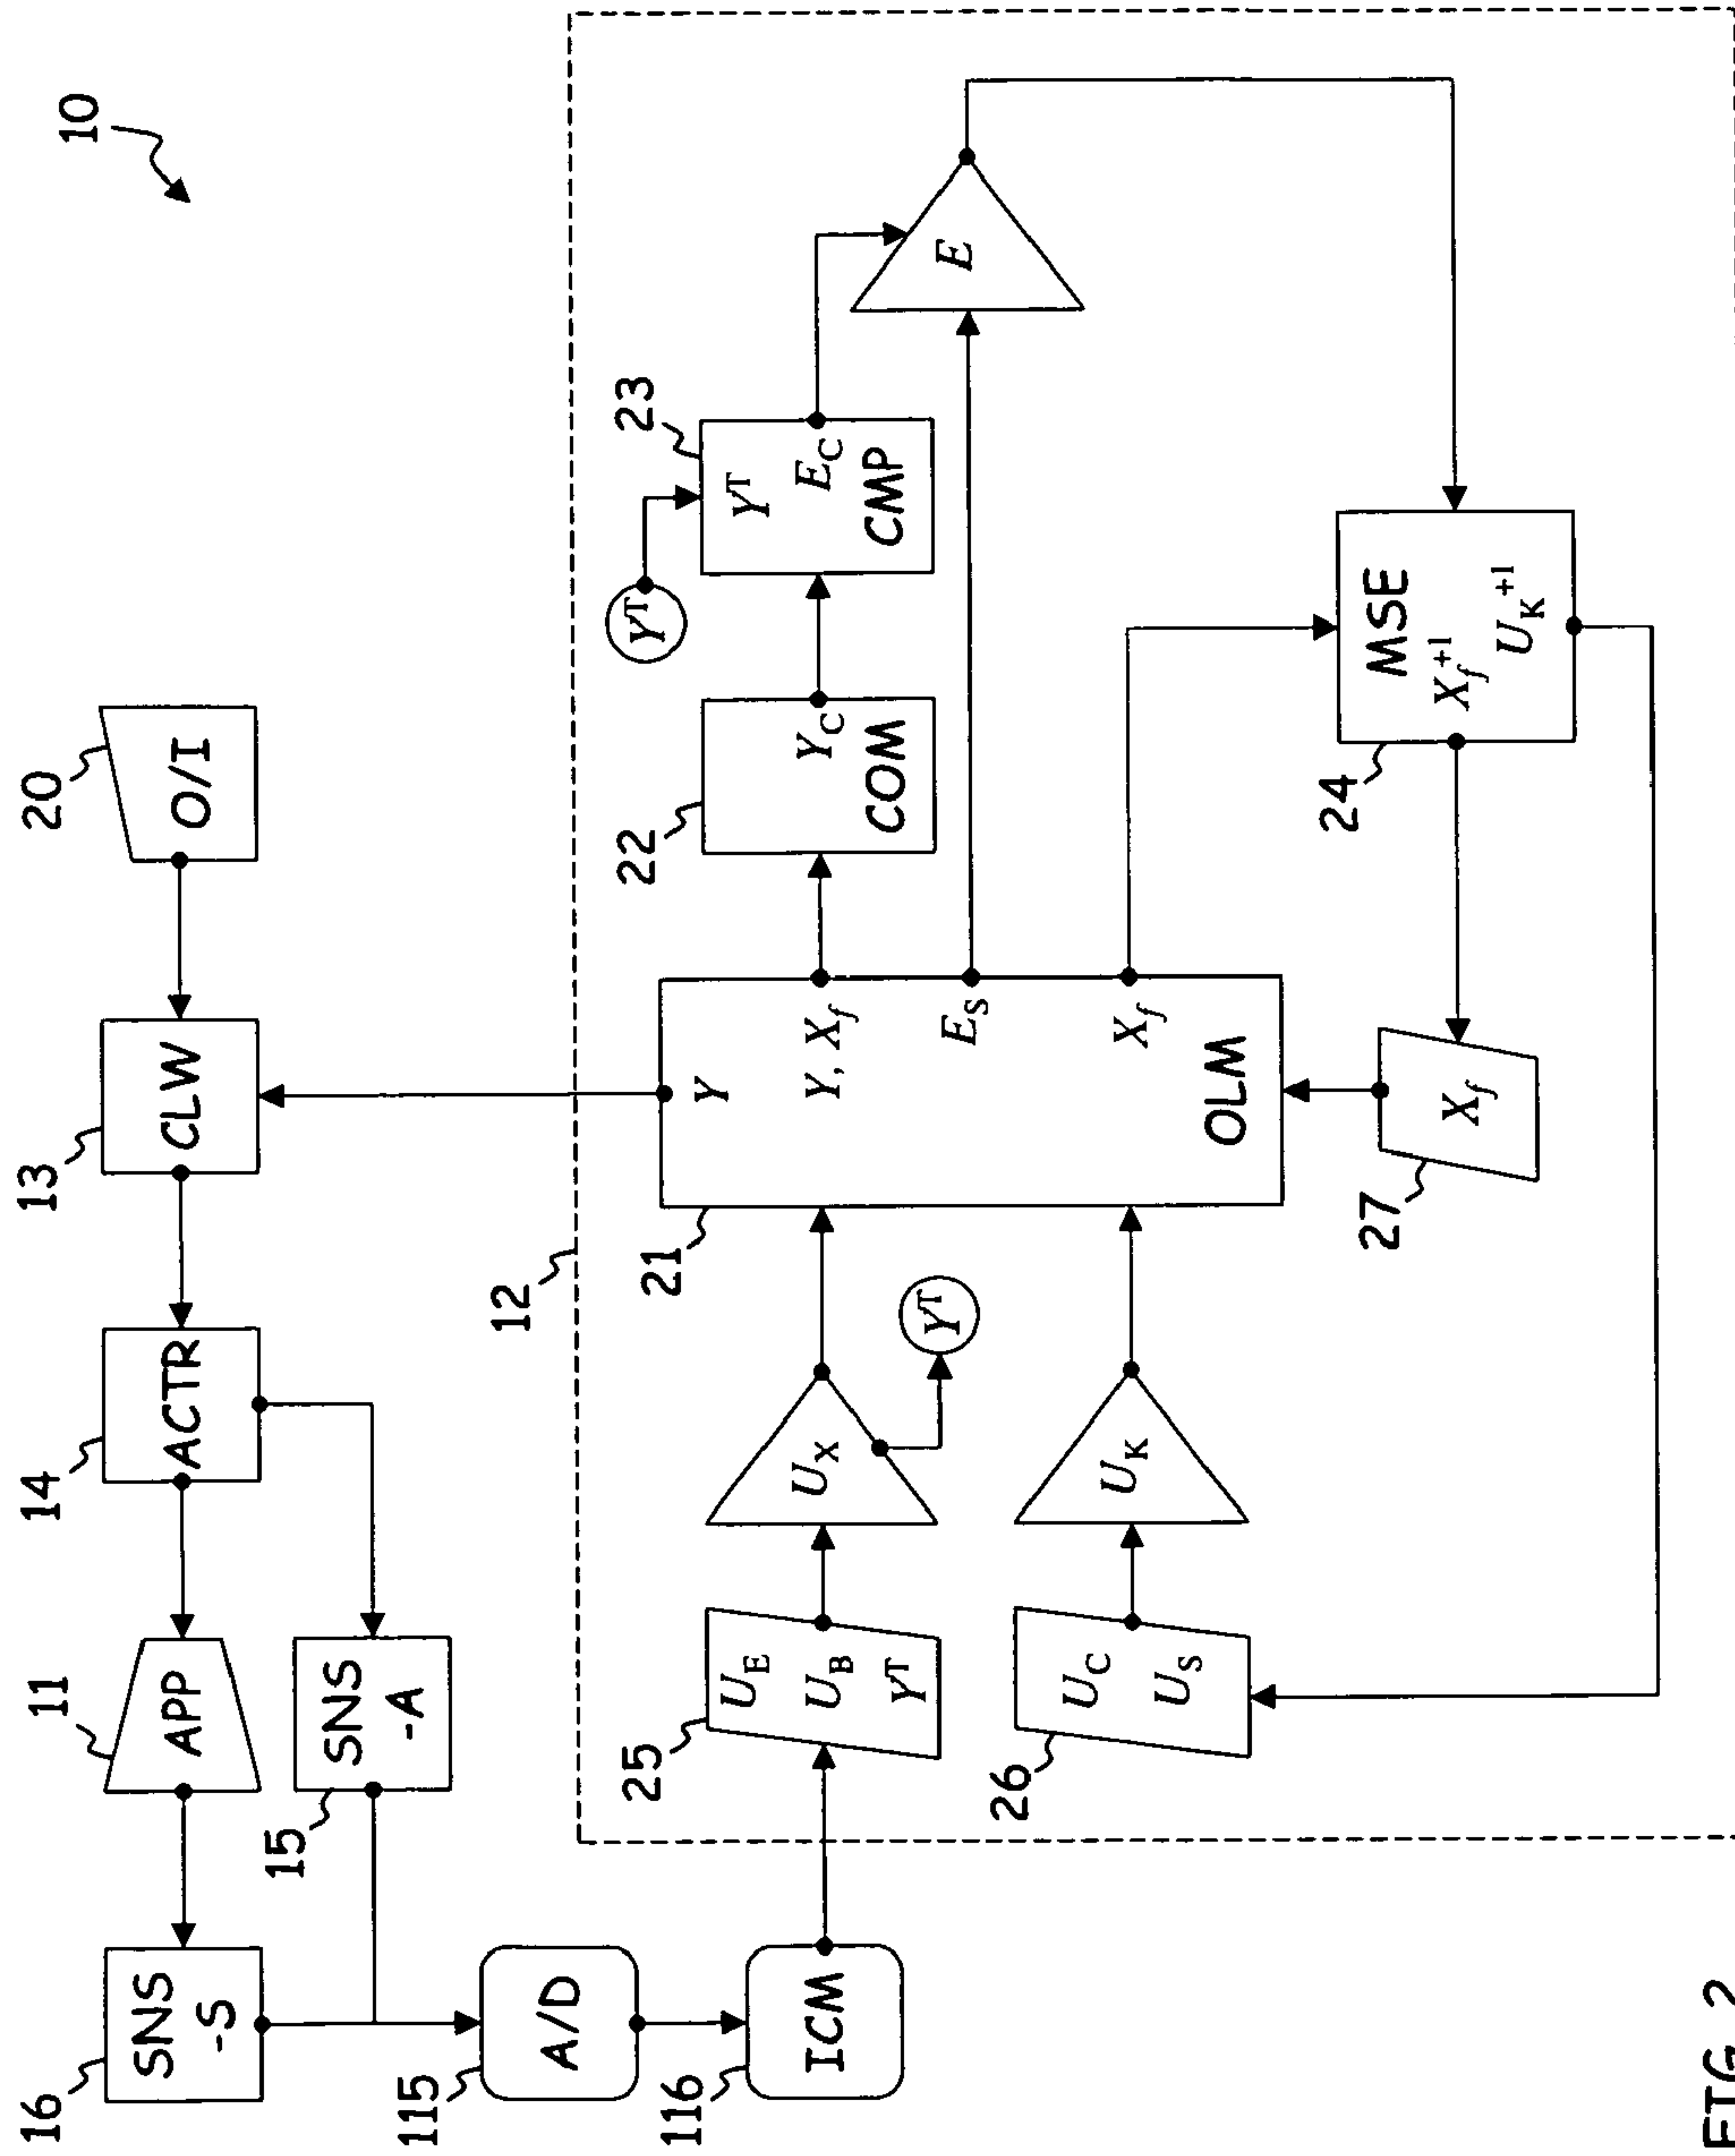 10
16
SNS
-S
11
APP
14
ACTR
13
CLW
20
O/I
15
SNS
-A
115
A/D
116
ICM
12
25
U_E
U_B
Y^T
U_X
Y^T
21
Y
Y, X_f
E_S
X_f
OLM
22
Y_C
COM
Y^T
23
Y^T
E_C
CMP
E
26
U_C
U_S
U_K
27
X_f
24
MSE
X_f^+1
U_K^+1
FIG. 2